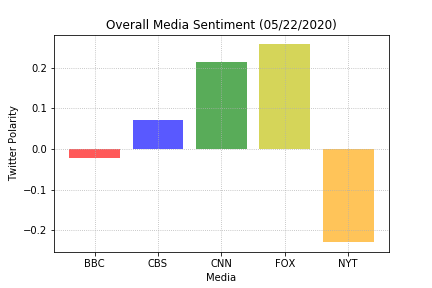 Overall Media Sentiment (05/22/2020)
Twitter Polarity
0.2
0.1
0.0
−0.1
−0.2
BBC CBS CNN FOX NYT
Media